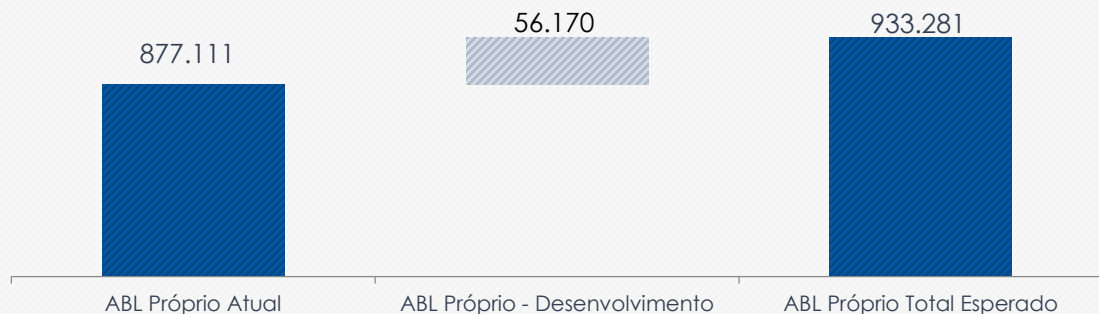 56.170
933.281
877.111
ABL Próprio Atual
ABL Próprio - Desenvolvimento
ABL Próprio Total Esperado